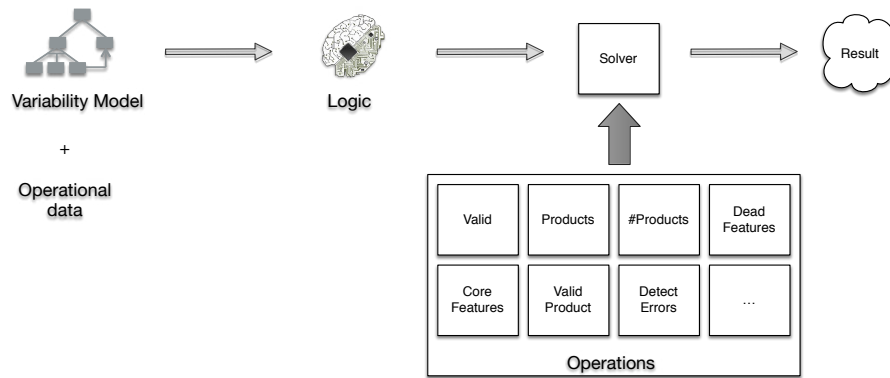 Variability Model
+
Operational
data
Logic
Solver
Result
Valid
Products
#Products
Dead
Features
Core
Features
Valid
Product
Detect
Errors
...
Operations